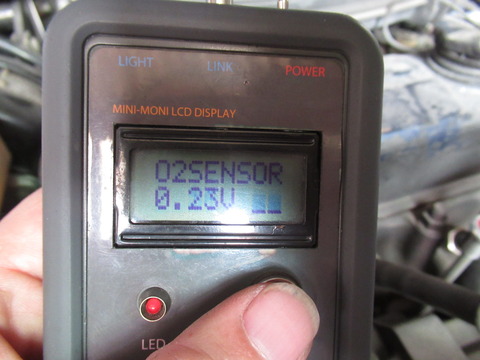 LIGHT LINK POWER
MINI-MONI LCD DISPLAY
O2SENSOR
0.23V
LED